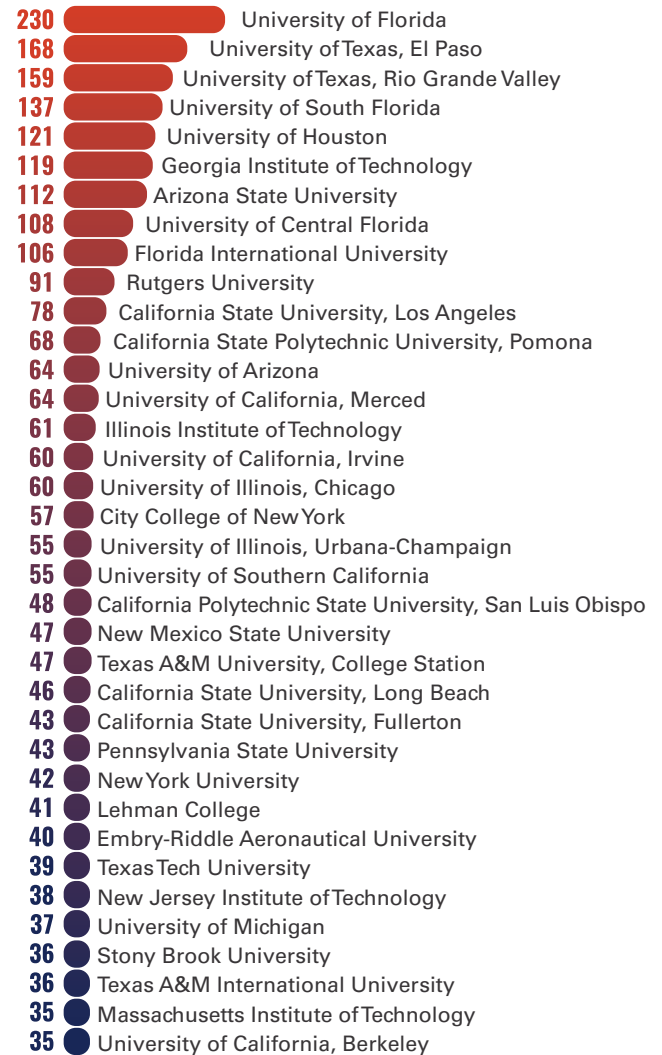 230 University of Florida
168 University of Texas, El Paso
159 University of Texas, Rio Grande Valley
137 University of South Florida
121 University of Houston
119 Georgia Institute of Technology
112 Arizona State University
108 University of Central Florida
106 Florida International University
91 Rutgers University
78 California State University, Los Angeles
68 California State Polytechnic University, Pomona
64 University of Arizona
64 University of California, Merced
61 Illinois Institute of Technology
60 University of California, Irvine
60 University of Illinois, Chicago
57 City College of New York
55 University of Illinois, Urbana-Champaign
55 University of Southern California
48 California Polytechnic State University, San Luis Obispo
47 New Mexico State University
47 Texas A&M University, College Station
46 California State University, Long Beach
43 California State University, Fullerton
43 Pennsylvania State University
42 New York University
41 Lehman College
40 Embry-Riddle Aeronautical University
39 Texas Tech University
38 New Jersey Institute of Technology
37 University of Michigan
36 Stony Brook University
36 Texas A&M International University
35 Massachusetts Institute of Technology
35 University of California, Berkeley